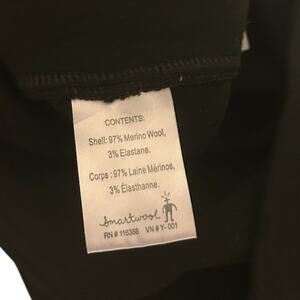 CONTENTS:
Shell: 97% Merino Wool,
3% Elastane.
Corps : 97% Laine Mérinos,
3% Élasthanne.
Smartwool
RN # 116388 VN # Y- 001